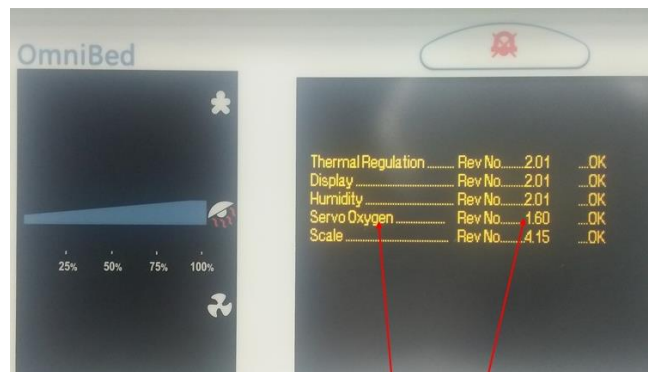 OmniBed
Thermal Regulation ......... Rev No........2.01 ...OK
Display ........................... Rev No........2.01 ...OK
Humidity ........................ Rev No........2.01 ...OK
Servo Oxygen ............... Rev No........1.60 ...OK
Scale .............................. Rev No........4.15 ...OK
25% 50% 75% 100%